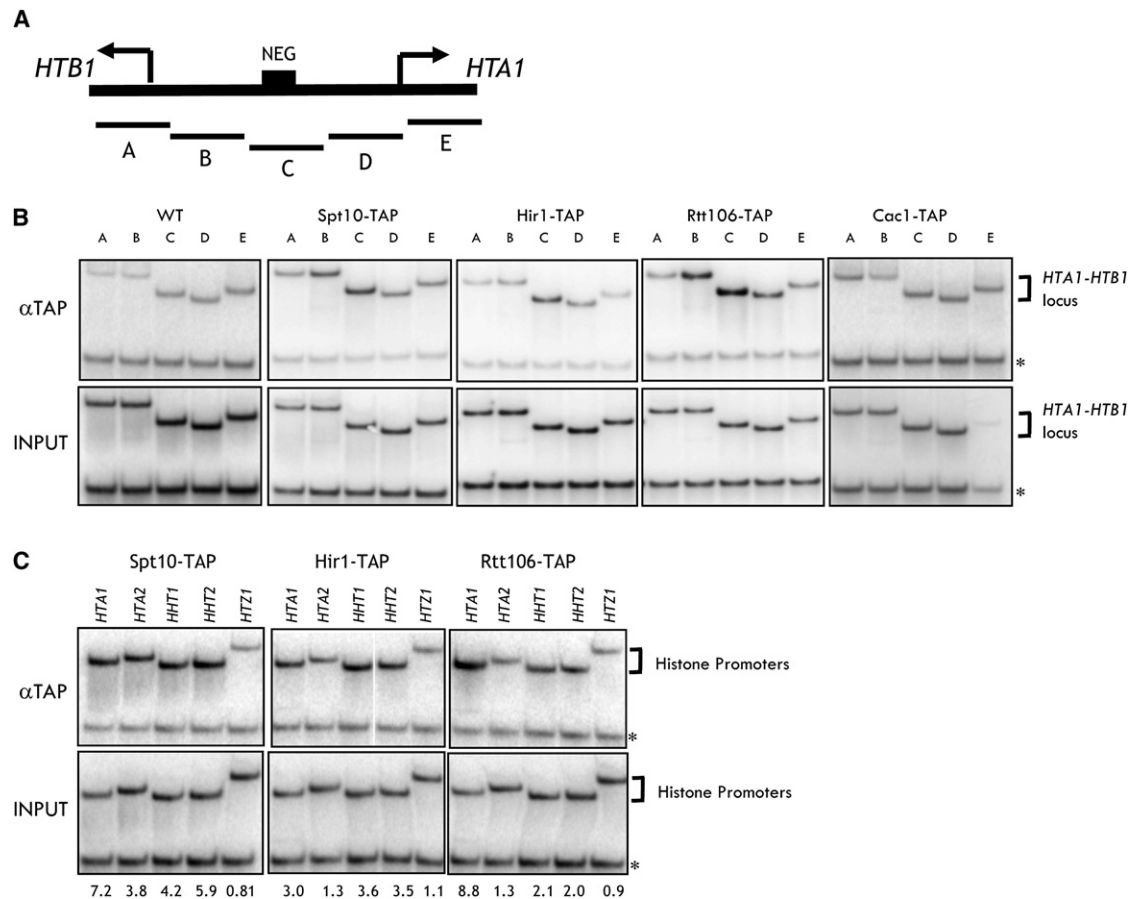 A
HTB1
NEG
HTA1
A B C D E
B
WT Spt10-TAP Hir1-TAP Rtt106-TAP Cac1-TAP
A B C D E A B C D E A B C D E A B C D E A B C D E
αTAP
HTA1-HTB1
locus
*
INPUT
HTA1-HTB1
locus
*
C
Spt10-TAP Hir1-TAP Rtt106-TAP
HTA1 HTA2 HHT1 HHT2 HTZ1 HTA1 HTA2 HHT1 HHT2 HTZ1 HTA1 HTA2 HHT1 HHT2 HTZ1
αTAP
Histone Promoters
*
INPUT
Histone Promoters
*
7.2 3.8 4.2 5.9 0.81 3.0 1.3 3.6 3.5 1.1 8.8 1.3 2.1 2.0 0.9